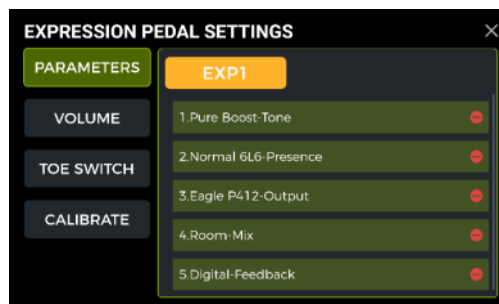 EXPRESSION PEDAL SETTINGS
PARAMETERS
EXP1
VOLUME
TOE SWITCH
CALIBRATE
1.Pure Boost-Tone
2.Normal 6L6-Presence
3.Eagle P412-Output
4.Room-Mix
5.Digital-Feedback